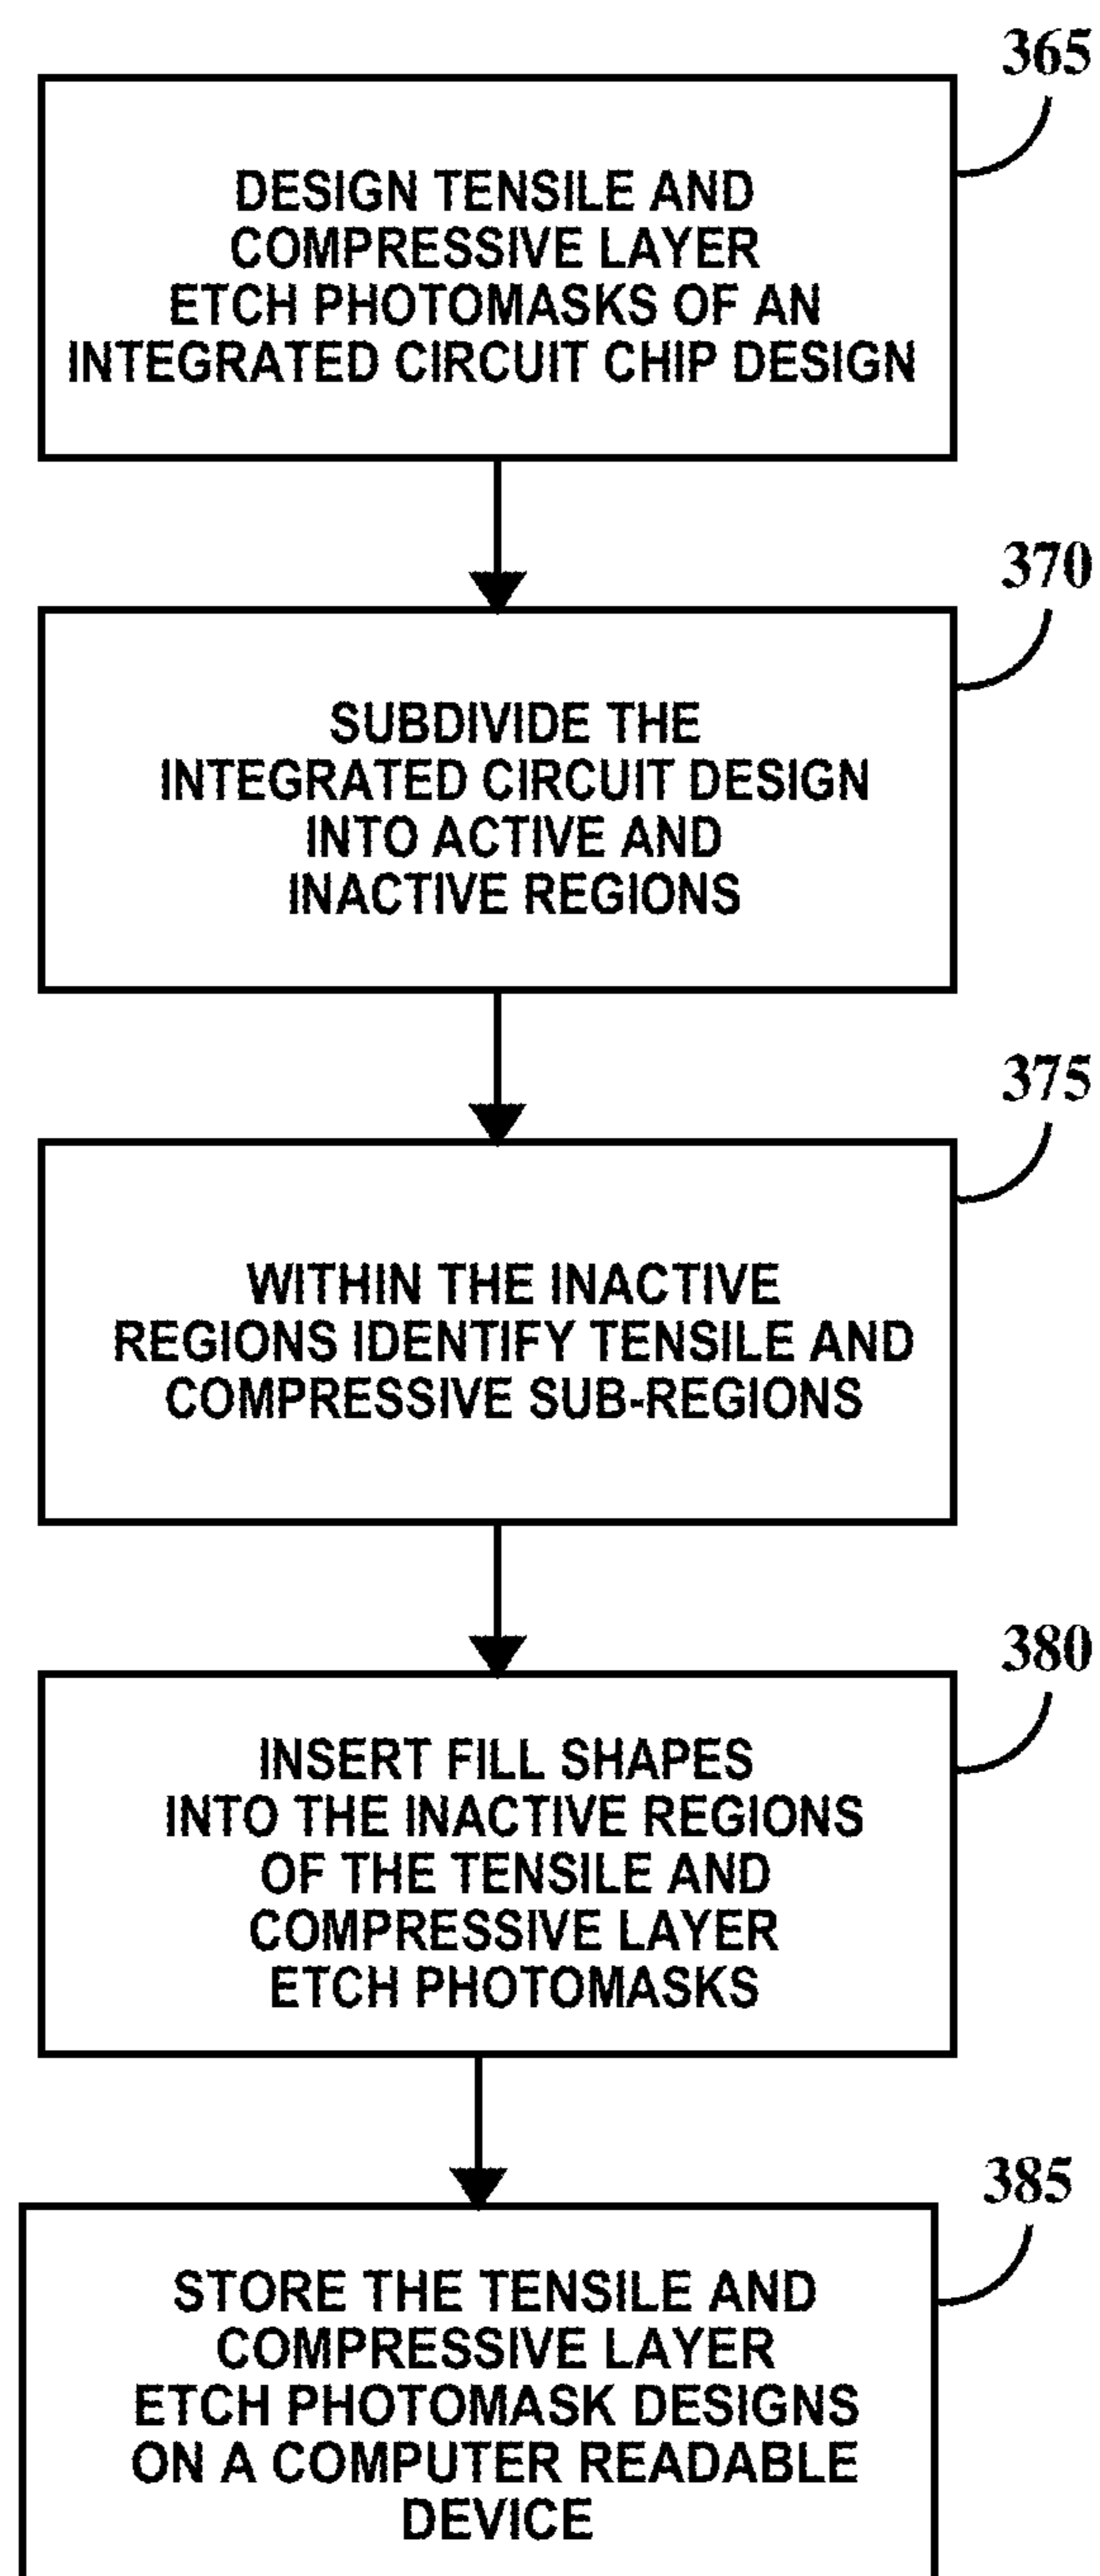 365
DESIGN TENSILE AND
COMPRESSIVE LAYER
ETCH PHOTOMASKS OF AN
INTEGRATED CIRCUIT CHIP DESIGN
370
SUBDIVIDE THE
INTEGRATED CIRCUIT DESIGN
INTO ACTIVE AND
INACTIVE REGIONS
375
WITHIN THE INACTIVE
REGIONS IDENTIFY TENSILE AND
COMPRESSIVE SUB-REGIONS
380
INSERT FILL SHAPES
INTO THE INACTIVE REGIONS
OF THE TENSILE AND
COMPRESSIVE LAYER
ETCH PHOTOMASKS
385
STORE THE TENSILE AND
COMPRESSIVE LAYER
ETCH PHOTOMASK DESIGNS
ON A COMPUTER READABLE
DEVICE